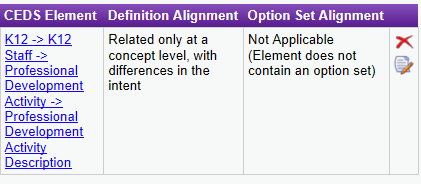 CEDS Element Definition Alignment Option Set Alignment
K12 -> K12
Staff ->
Professional
Development
Activity ->
Professional
Development
Activity
Description
Related only at a
concept level, with
differences in the
intent
Not Applicable
(Element does not
contain an option set)